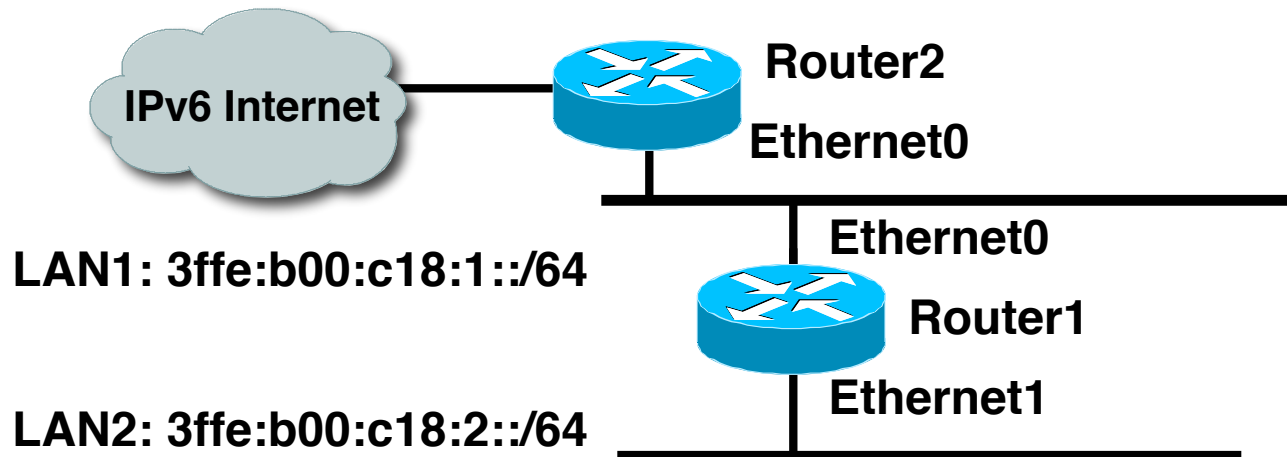 Router2
IPv6 Internet
Ethernet0
Ethernet0
LAN1: 3ffe:b00:c18:1::/64
Router1
Ethernet1
LAN2: 3ffe:b00:c18:2::/64